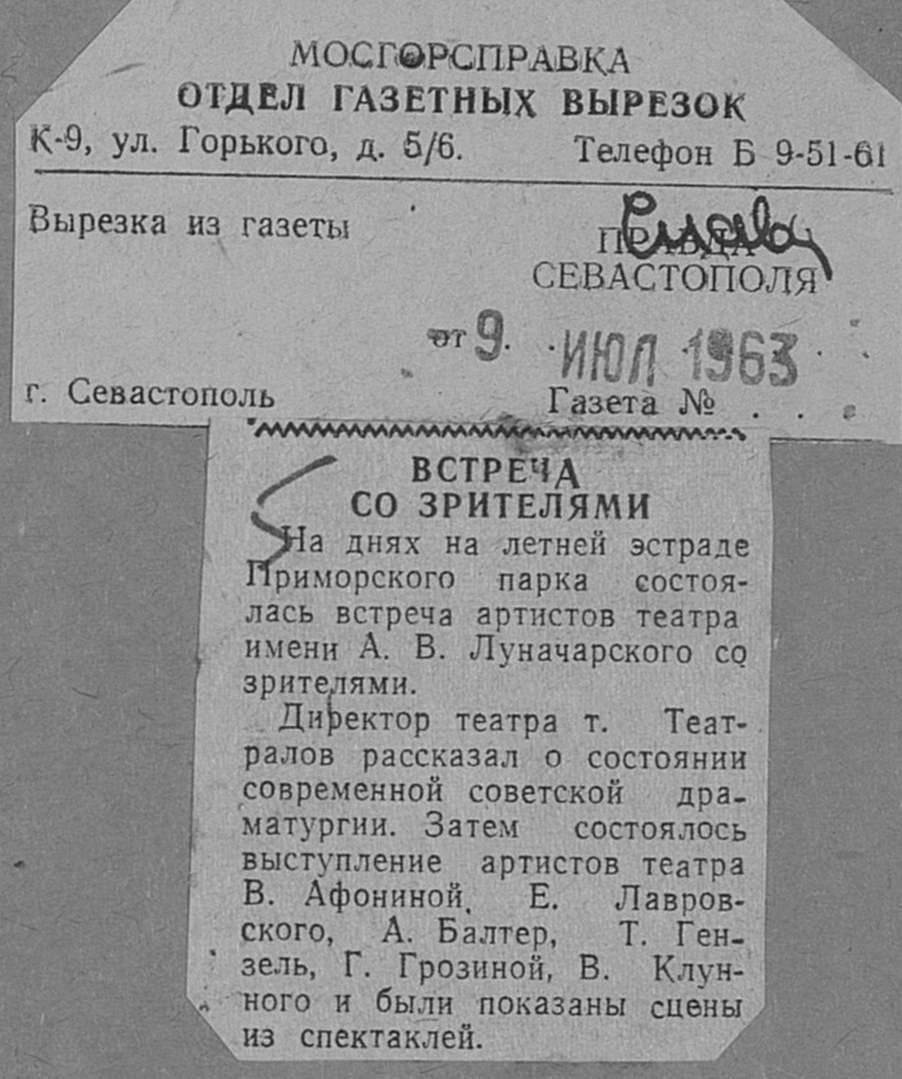 МОСГОРСПРАВКА
ОТДЕЛ ГАЗЕТНЫХ ВЫРЕЗОК
К-9, ул. Горького, д. 5/6. Телефон Б 9-51-61
Вырезка из газеты
ПРАВДА
СЕВАСТОПОЛЯ
от 9. ИЮЛ 1963
г. Севастополь Газета № . . .
ВСТРЕЧА
СО ЗРИТЕЛЯМИ
На днях на летней эстраде
Приморского парка состоя-
лась встреча артистов театра
имени А. В. Луначарского со
зрителями.
Директор театра т. Теат-
ралов рассказал о состоянии
современной советской дра-
матургии. Затем состоялось
выступление артистов театра
В. Афониной, Е. Лавров-
ского, А. Балтер, Т. Ген-
зель, Г. Грозиной, В. Клун-
ного и были показаны сцены
из спектаклей.